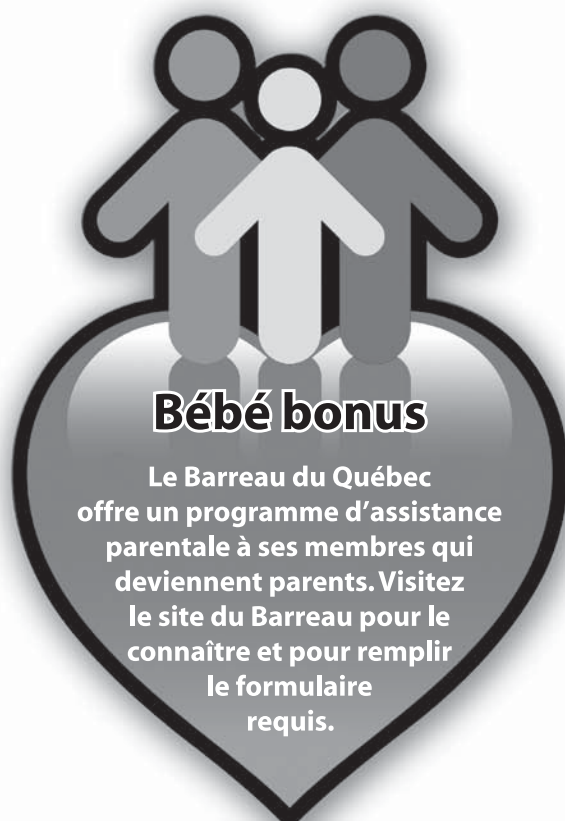 Bébé bonus
Le Barreau du Québec
offre un programme d’assistance
parentale à ses membres qui
deviennent parents. Visitez
le site du Barreau pour le
connaître et pour remplir
le formulaire
requis.